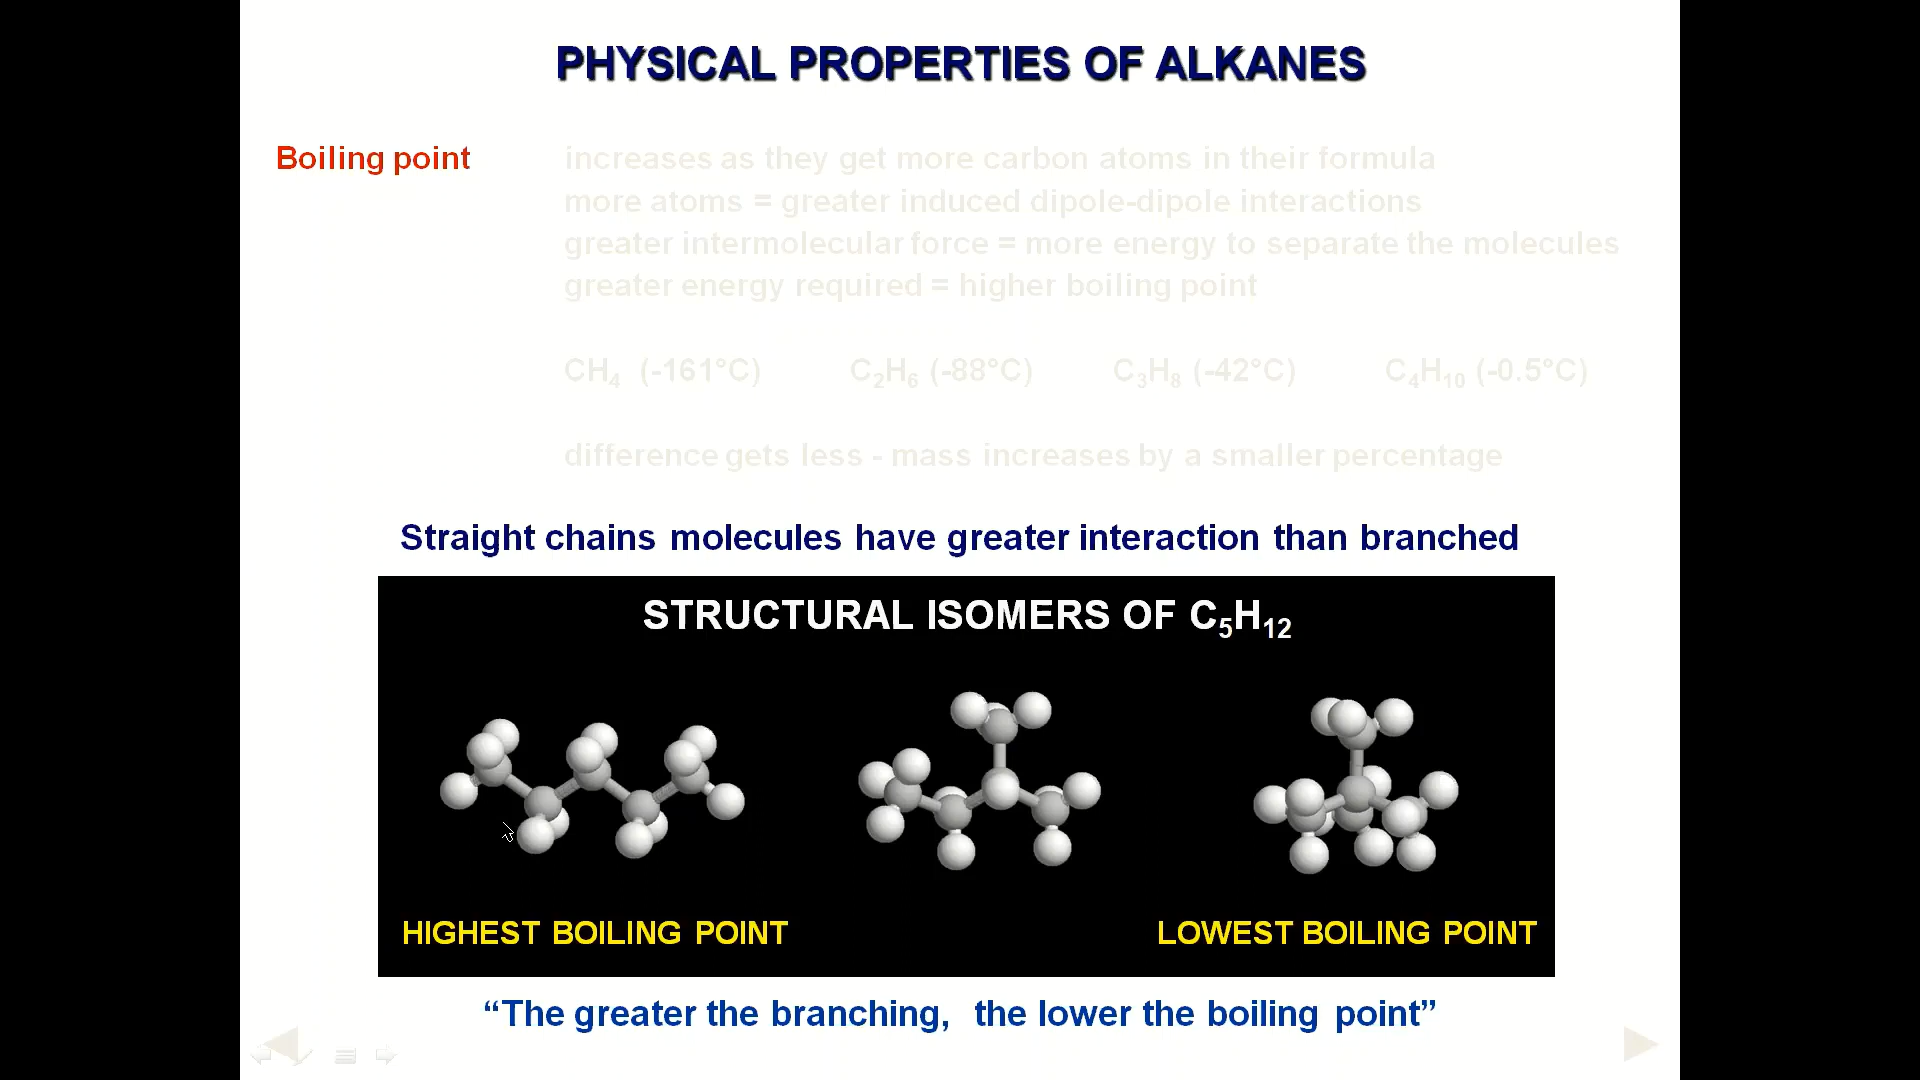 PHYSICAL PROPERTIES OF ALKANES
Boiling point increases as they get more carbon atoms in their formula
more atoms = greater induced dipole-dipole interactions
greater intermolecular force = more energy to separate the molecules
greater energy required = higher boiling point
CH₄ (-161°C) C₂H₆ (-88°C) C₃H₈ (-42°C) C₄H₁₀ (-0.5°C)
difference gets less - mass increases by a smaller percentage
Straight chains molecules have greater interaction than branched
STRUCTURAL ISOMERS OF C₅H₁₂
HIGHEST BOILING POINT LOWEST BOILING POINT
“The greater the branching, the lower the boiling point”